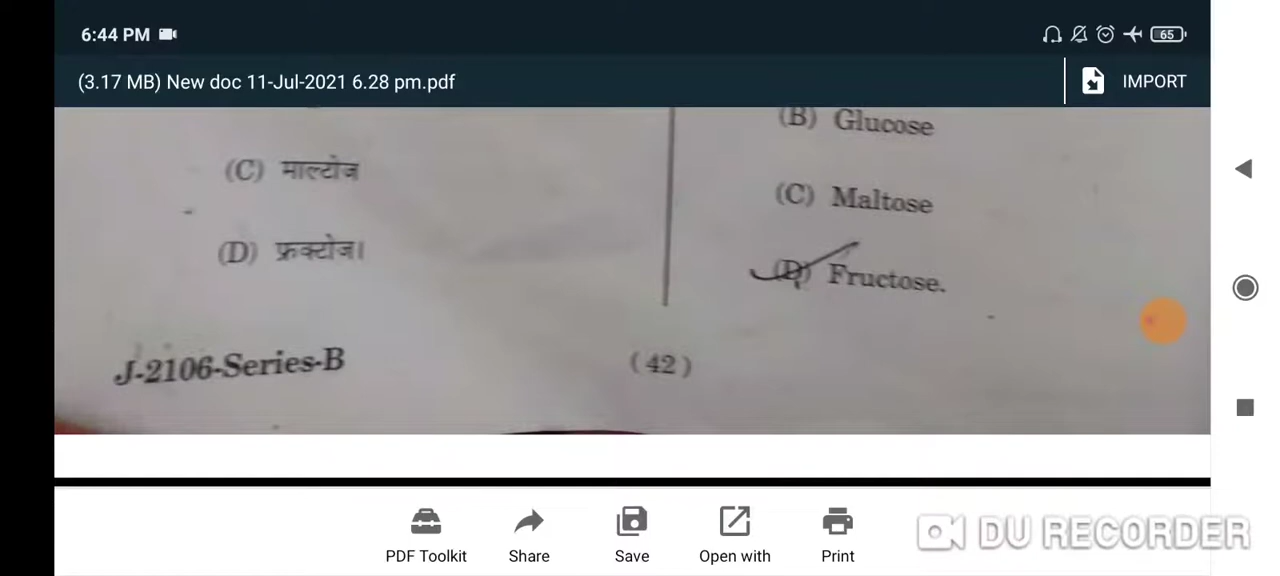 6:44 PM
65
(3.17 MB) New doc 11-Jul-2021 6.28 pm.pdf
IMPORT
(C) माल्टोज
(D) फ्रक्टोज।
(B) Glucose
(C) Maltose
(D) Fructose.
J-2106-Series-B
(42)
PDF Toolkit
Share
Save
Open with
Print
DU RECORDER